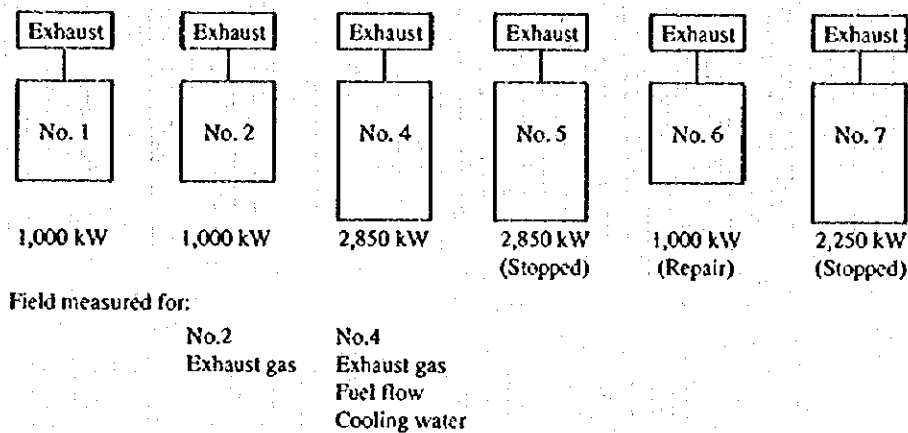 Exhaust Exhaust Exhaust Exhaust Exhaust Exhaust
No. 1 No. 2 No. 4 No. 5 No. 6 No. 7
1,000 kW 1,000 kW 2,850 kW 2,850 kW 1,000 kW 2,250 kW
(Stopped) (Repair) (Stopped)
Field measured for:
No.2 No.4
Exhaust gas Exhaust gas
Fuel flow
Cooling water